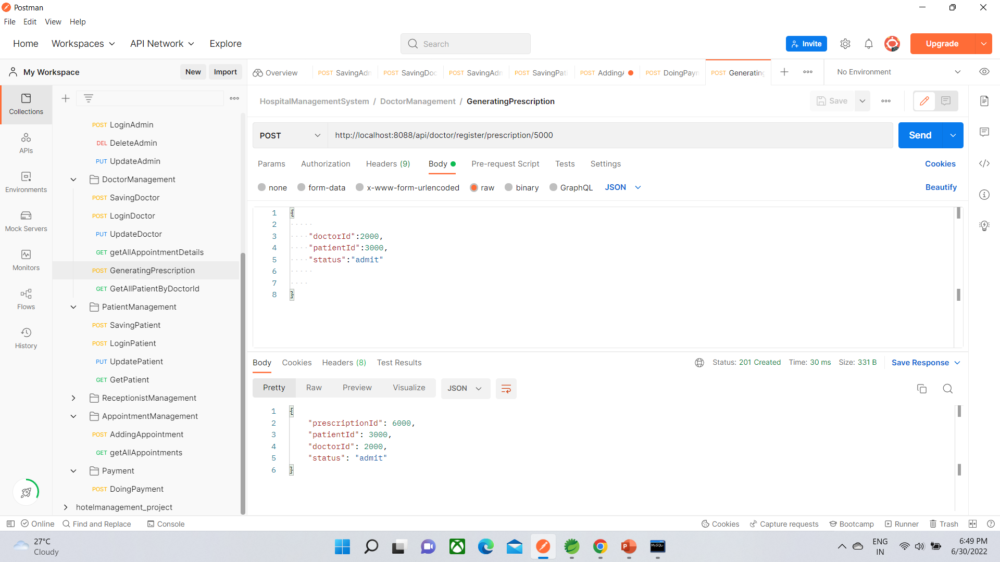 Postman
File Edit View Help
Home Workspaces API Network Explore Search Invite Upgrade
My Workspace New Import Overview POST SavingAdn POST SavingDoc POST SavingAdn POST SavingPati POST AddingA POST DoingPaym POST Generating No Environment
HospitalManagementSystem / DoctorManagement / GeneratingPrescription Save
Collections
APIs
Environments
Mock Servers
Monitors
Flows
History
POST LoginAdmin
DEL DeleteAdmin
PUT UpdateAdmin
DoctorManagement
POST SavingDoctor
POST LoginDoctor
PUT UpdateDoctor
GET getAllAppointmentDetails
POST GeneratingPrescription
GET GetAllPatientByDoctorId
PatientManagement
POST SavingPatient
POST LoginPatient
PUT UpdatePatient
GET GetPatient
ReceptionistManagement
AppointmentManagement
POST AddingAppointment
GET getAllAppointments
Payment
POST DoingPayment
hotelmanagement_project
POST http://localhost:8088/api/doctor/register/prescription/5000 Send
Params Authorization Headers (9) Body Pre-request Script Tests Settings Cookies
none form-data x-www-form-urlencoded raw binary GraphQL JSON Beautify
1 {
2
3 "doctorId":2000,
4 "patientId":3000,
5 "status":"admit"
6
7
8 }
Body Cookies Headers (8) Test Results Status: 201 Created Time: 30 ms Size: 331 B Save Response
Pretty Raw Preview Visualize JSON
1 {
2 "prescriptionId": 6000,
3 "patientId": 3000,
4 "doctorId": 2000,
5 "status": "admit"
6 }
Online Find and Replace Console Cookies Capture requests Bootcamp Runner Trash
27°C
Cloudy
ENG
IN
6:49 PM
6/30/2022